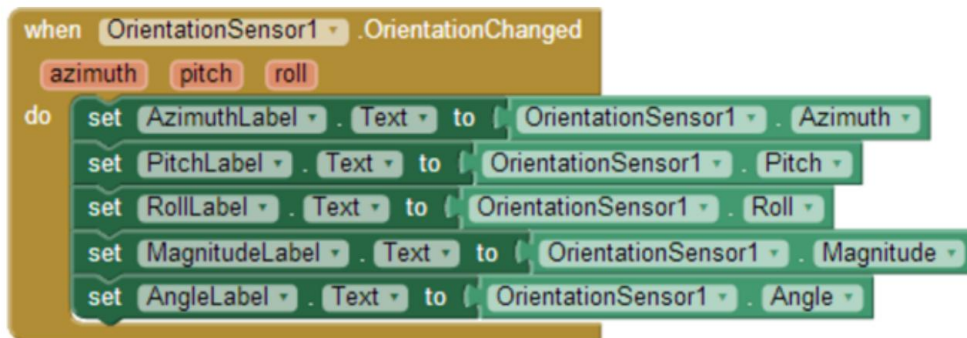 when OrientationSensor1 .OrientationChanged
azimuth pitch roll
do set AzimuthLabel . Text to OrientationSensor1 . Azimuth
set PitchLabel . Text to OrientationSensor1 . Pitch
set RollLabel . Text to OrientationSensor1 . Roll
set MagnitudeLabel . Text to OrientationSensor1 . Magnitude
set AngleLabel . Text to OrientationSensor1 . Angle